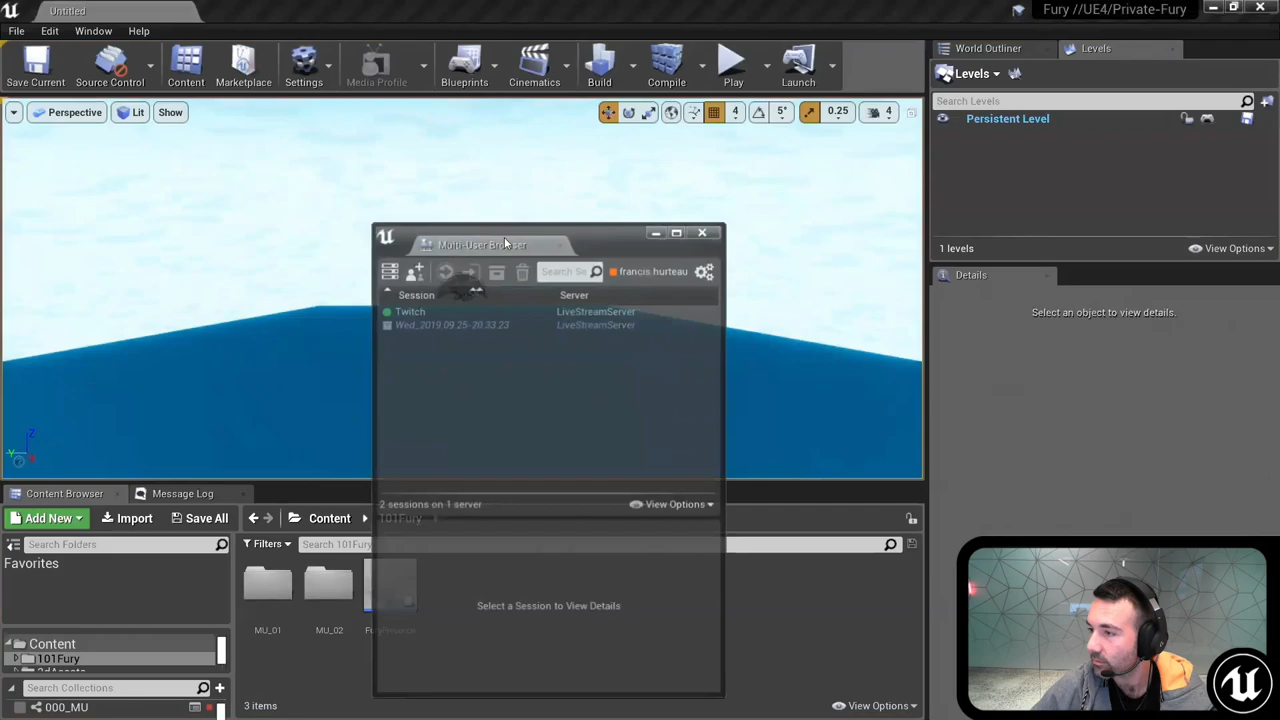 Untitled
Fury //UE4/Private-Fury
File Edit Window Help
Save Current Source Control Content Marketplace Settings Media Profile Blueprints Cinematics Build Compile Play Launch
World Outliner Levels
Levels
Search Levels
Persistent Level
1 levels View Options
Details
Select an object to view details.
Perspective Lit Show 4 5° 0.25 4
Multi-User Browser
francis.hurteau
Session Server
Twitch LiveStreamServer
Wed_2019.09.25-20.33.23 LiveStreamServer
2 sessions on 1 server View Options
Select a Session to View Details
Z
Y
Content Browser Message Log
Add New Import Save All Content 101Fury
Search Folders Filters Search 101Fury
Favorites
MU_01 MU_02
Content
101Fury
Search Collections
000_MU
3 items View Options